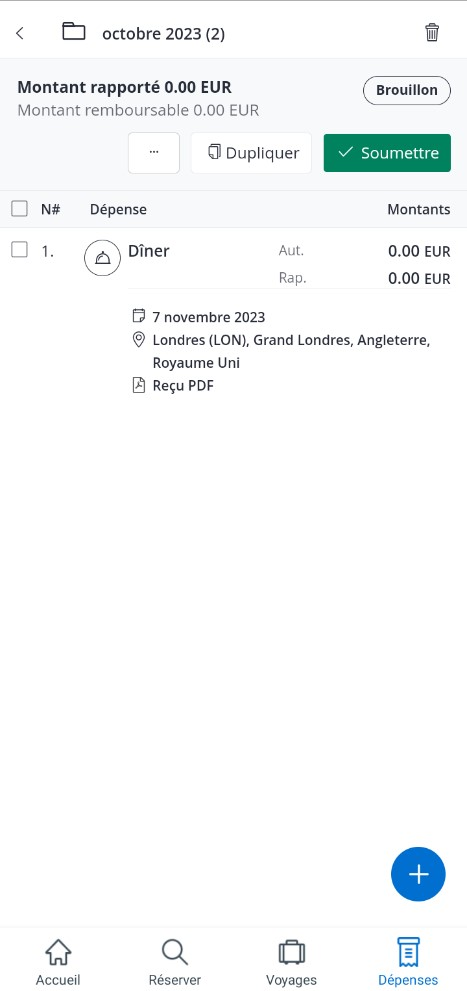 octobre 2023 (2)
Montant rapporté 0.00 EUR
Brouillon
Montant remboursable 0.00 EUR
...
Dupliquer
Soumettre
N# Dépense Montants
1. Dîner Aut. 0.00 EUR
Rap. 0.00 EUR
7 novembre 2023
Londres (LON), Grand Londres, Angleterre,
Royaume Uni
Reçu PDF
Accueil Réserver Voyages Dépenses